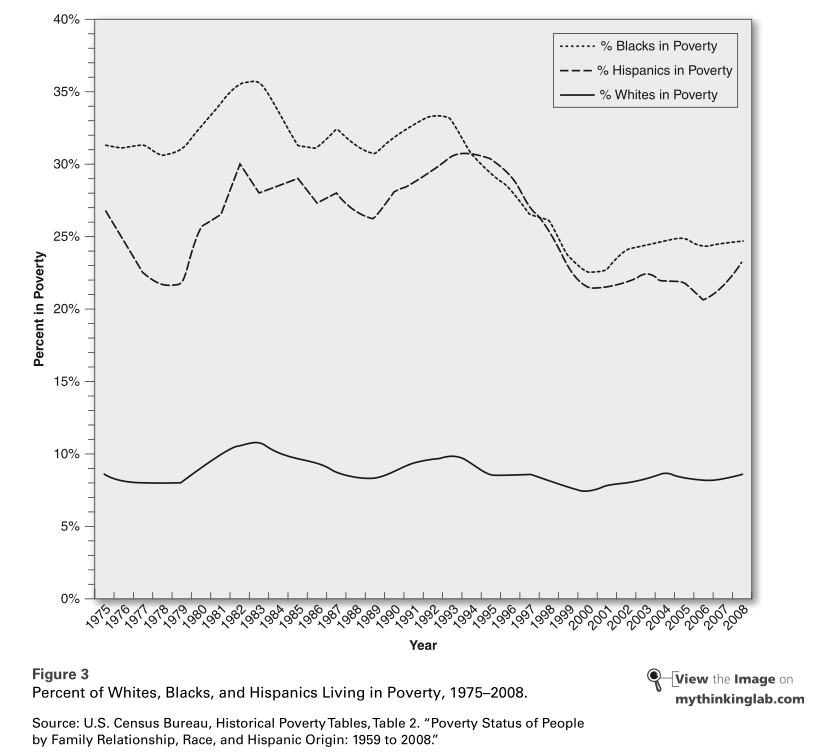 40%
% Blacks in Poverty
% Hispanics in Poverty
% Whites in Poverty
35%
30%
25%
20%
15%
10%
5%
0%
Percent in Poverty
1975 1976 1977 1978 1979 1980 1981 1982 1983 1984 1985 1986 1987 1988 1989 1990 1991 1992 1993 1994 1995 1996 1997 1998 1999 2000 2001 2002 2003 2004 2005 2006 2007 2008
Year
Figure 3
Percent of Whites, Blacks, and Hispanics Living in Poverty, 1975–2008.
View the Image on
mythinkinglab.com
Source: U.S. Census Bureau, Historical Poverty Tables, Table 2. “Poverty Status of People
by Family Relationship, Race, and Hispanic Origin: 1959 to 2008.”